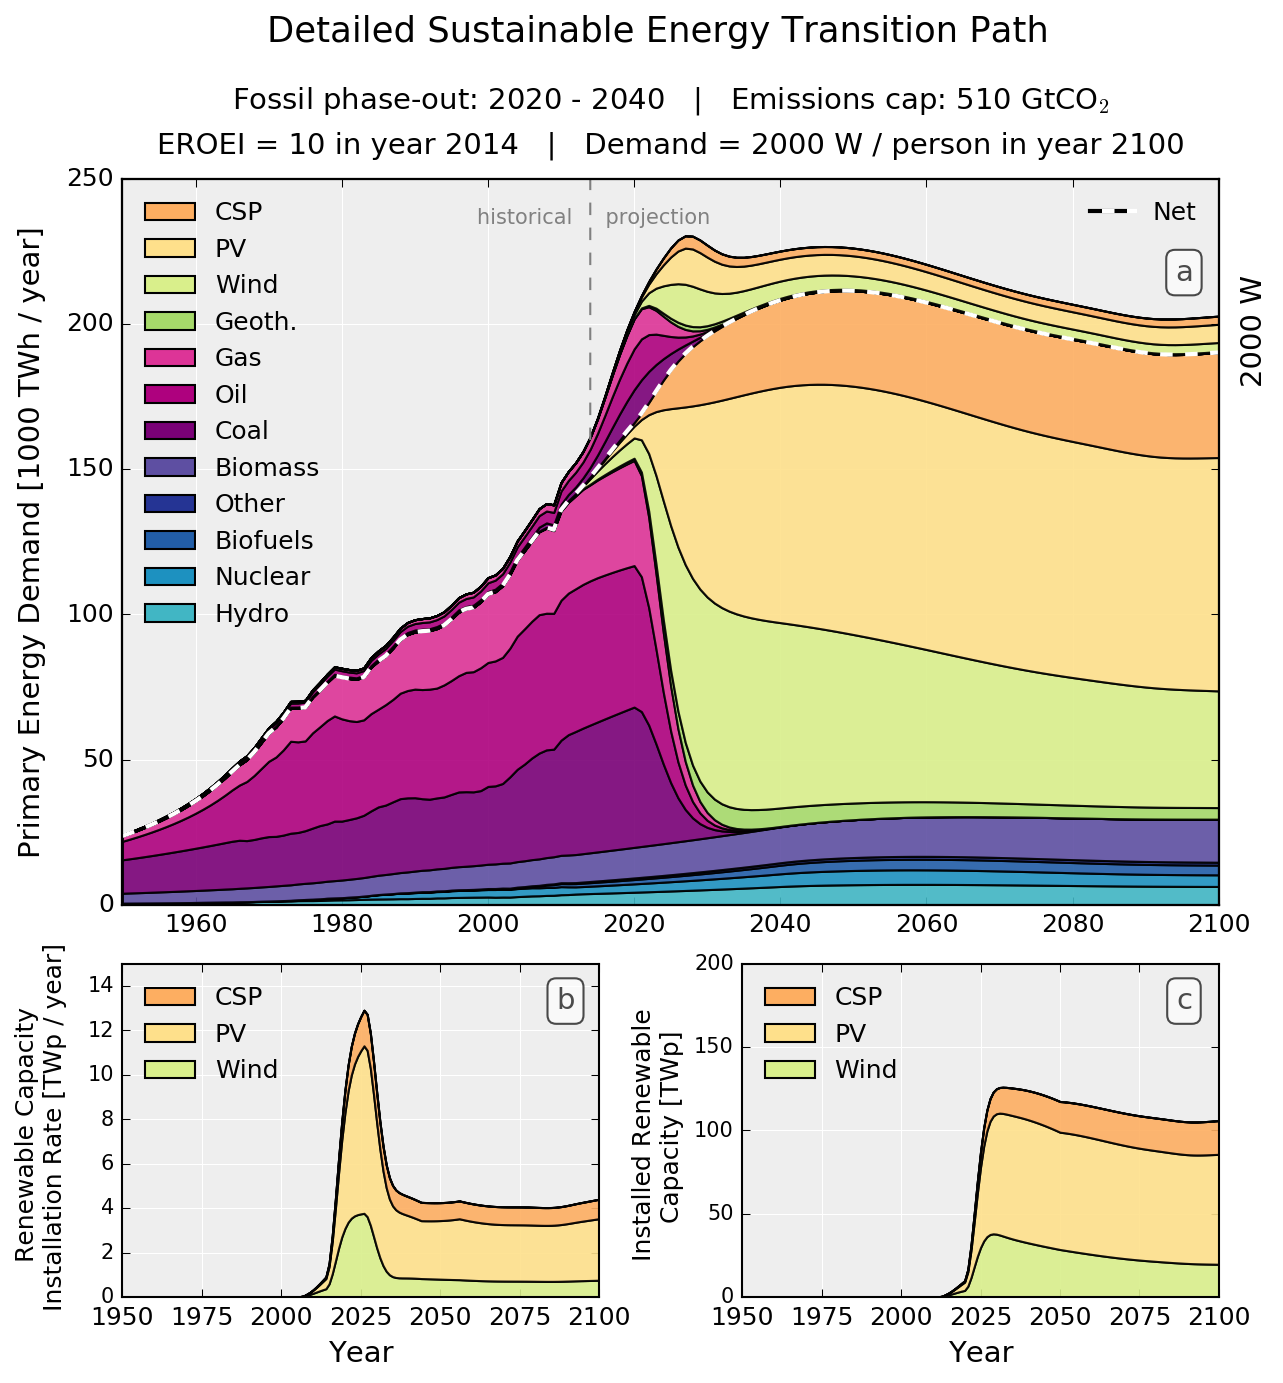 Detailed Sustainable Energy Transition Path
Fossil phase-out: 2020 - 2040 | Emissions cap: 510 GtCO₂
EROEI = 10 in year 2014 | Demand = 2000 W / person in year 2100
Primary Energy Demand [1000 TWh / year]
250
200
150
100
50
0
CSP
PV
Wind
Geoth.
Gas
Oil
Coal
Biomass
Other
Biofuels
Nuclear
Hydro
historical
projection
Net
a
2000 W
1960 1980 2000 2020 2040 2060 2080 2100
Renewable Capacity
Installation Rate [TWp / year]
14
12
10
8
6
4
2
0
CSP
PV
Wind
b
1950 1975 2000 2025 2050 2075 2100
Year
Installed Renewable
Capacity [TWp]
200
150
100
50
0
CSP
PV
Wind
c
1950 1975 2000 2025 2050 2075 2100
Year